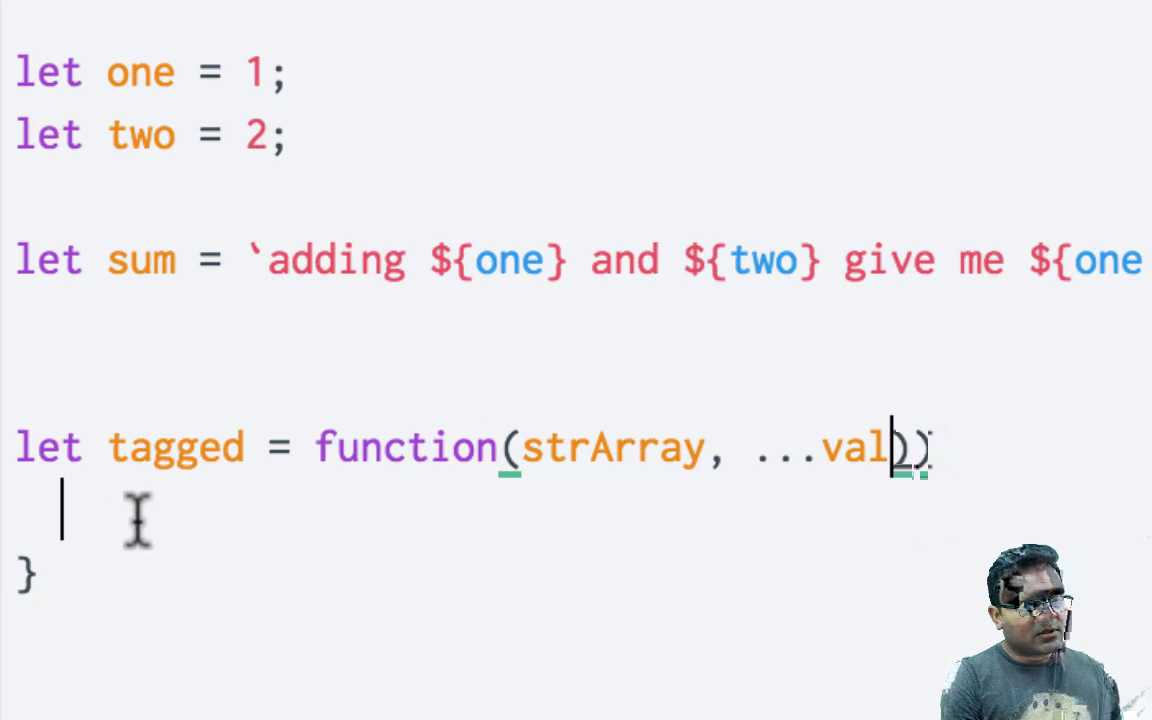 let one = 1;
let two = 2;
let sum = `adding ${one} and ${two} give me ${one
let tagged = function(strArray, ...val))
}